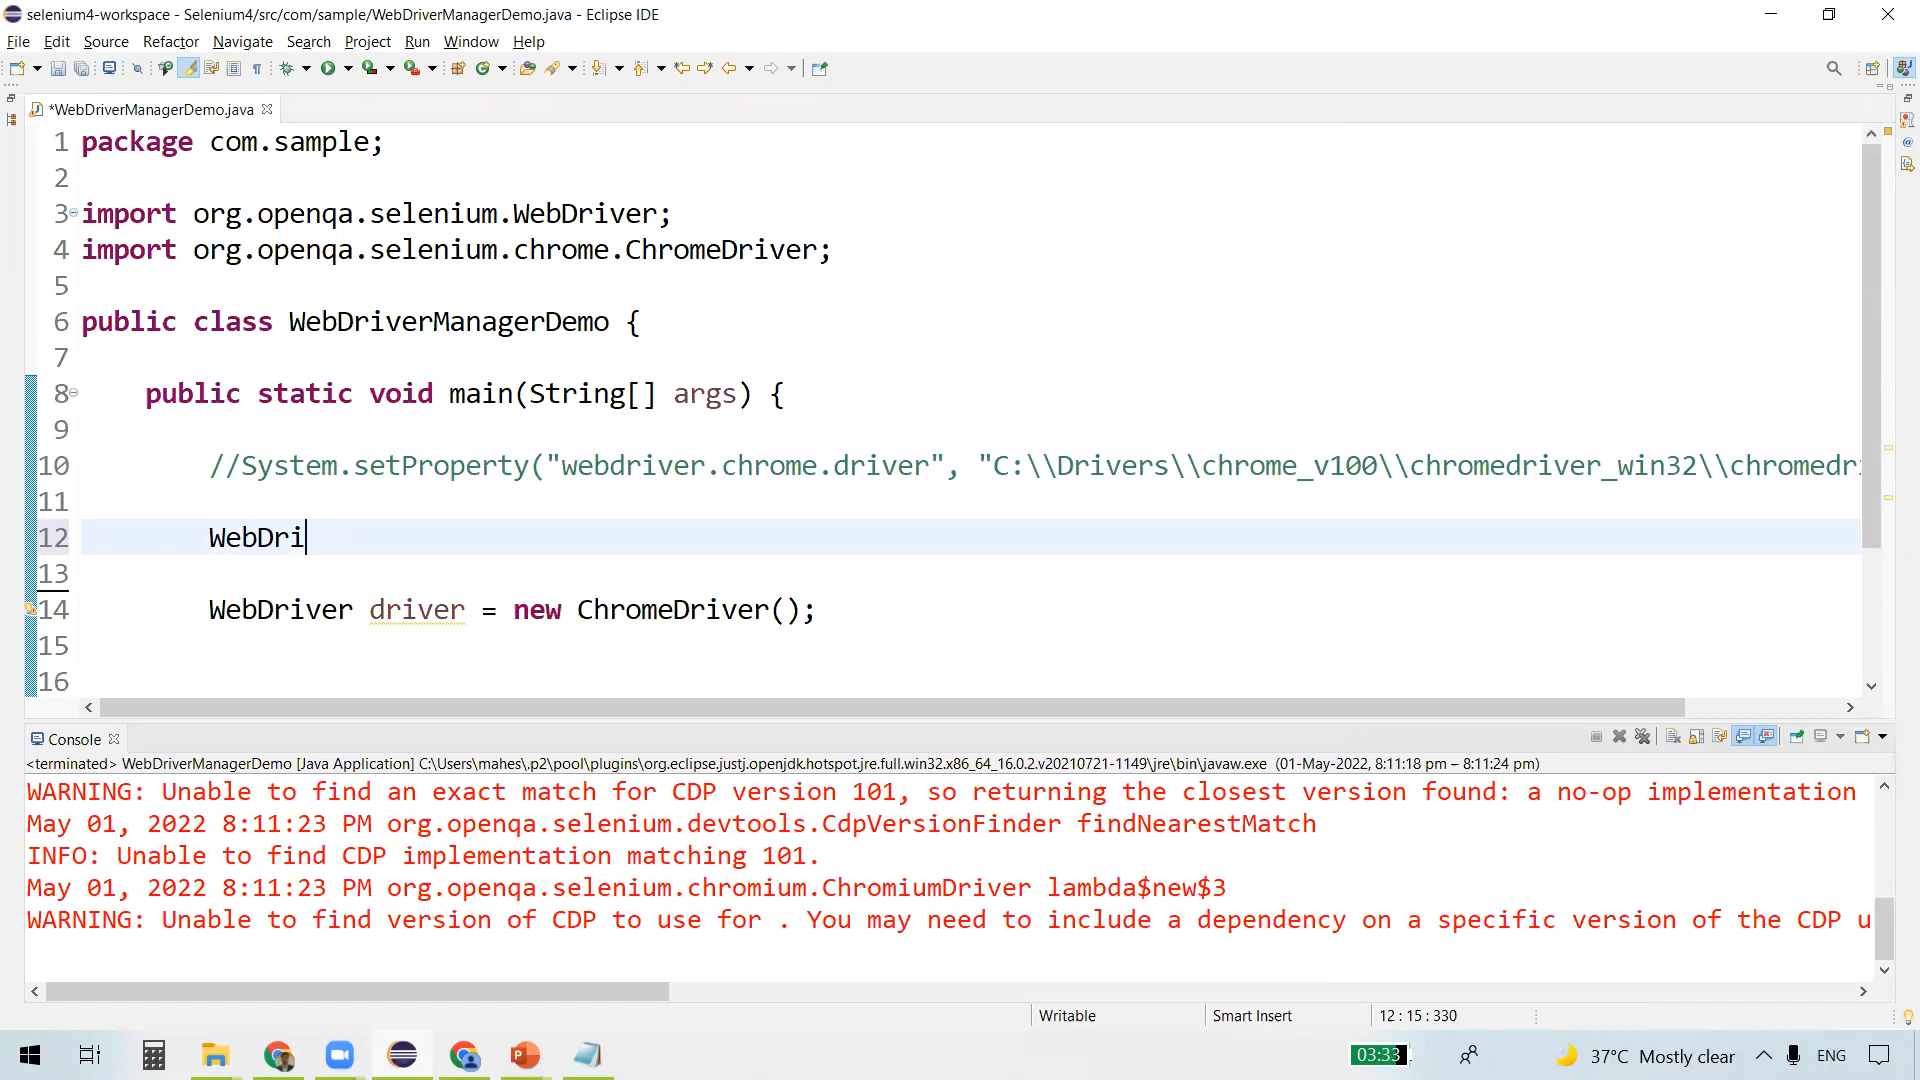 selenium4-workspace - Selenium4/src/com/sample/WebDriverManagerDemo.java - Eclipse IDE
File Edit Source Refactor Navigate Search Project Run Window Help
*WebDriverManagerDemo.java
1 package com.sample;
2
3 import org.openqa.selenium.WebDriver;
4 import org.openqa.selenium.chrome.ChromeDriver;
5
6 public class WebDriverManagerDemo {
7
8 public static void main(String[] args) {
9
10 //System.setProperty("webdriver.chrome.driver", "C:\\Drivers\\chrome_v100\\chromedriver_win32\\chromedri
11
12 WebDri
13
14 WebDriver driver = new ChromeDriver();
15
16
Console
<terminated> WebDriverManagerDemo [Java Application] C:\Users\mahes\.p2\pool\plugins\org.eclipse.justj.openjdk.hotspot.jre.full.win32.x86_64_16.0.2.v20210721-1149\jre\bin\javaw.exe (01-May-2022, 8:11:18 pm – 8:11:24 pm)
WARNING: Unable to find an exact match for CDP version 101, so returning the closest version found: a no-op implementation
May 01, 2022 8:11:23 PM org.openqa.selenium.devtools.CdpVersionFinder findNearestMatch
INFO: Unable to find CDP implementation matching 101.
May 01, 2022 8:11:23 PM org.openqa.selenium.chromium.ChromiumDriver lambda$new$3
WARNING: Unable to find version of CDP to use for . You may need to include a dependency on a specific version of the CDP u
Writable Smart Insert 12 : 15 : 330
03:33 37°C Mostly clear ENG